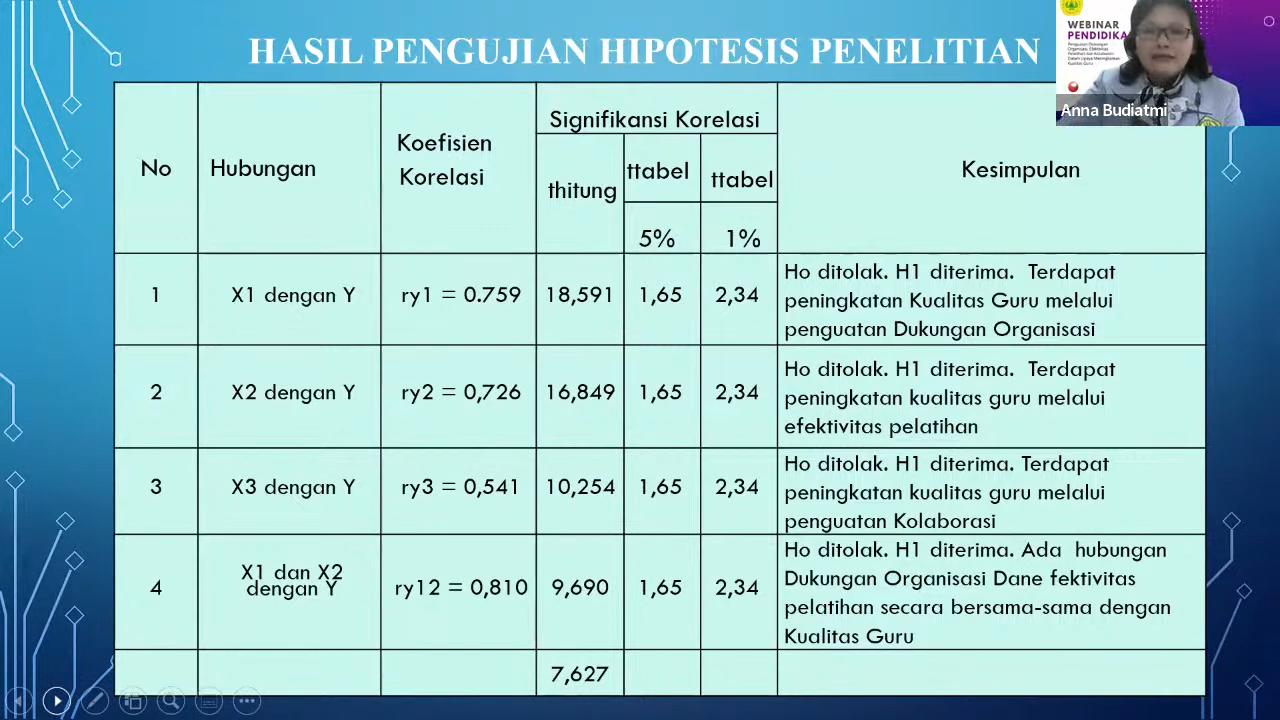 HASIL PENGUJIAN HIPOTESIS PENELITIAN
WEBINAR
PENDIDIKA
Anna Budiatmi
No
Hubungan
Koefisien
Korelasi
Signifikansi Korelasi
thitung
ttabel
ttabel
5%
1%
Kesimpulan
1
X1 dengan Y
ry1 = 0.759
18,591
1,65
2,34
Ho ditolak. H1 diterima. Terdapat
peningkatan Kualitas Guru melalui
penguatan Dukungan Organisasi
2
X2 dengan Y
ry2 = 0,726
16,849
1,65
2,34
Ho ditolak. H1 diterima. Terdapat
peningkatan kualitas guru melalui
efektivitas pelatihan
3
X3 dengan Y
ry3 = 0,541
10,254
1,65
2,34
Ho ditolak. H1 diterima. Terdapat
peningkatan kualitas guru melalui
penguatan Kolaborasi
4
X1 dan X2
dengan Y
ry12 = 0,810
9,690
1,65
2,34
Ho ditolak. H1 diterima. Ada hubungan
Dukungan Organisasi Dane fektivitas
pelatihan secara bersama-sama dengan
Kualitas Guru
7,627